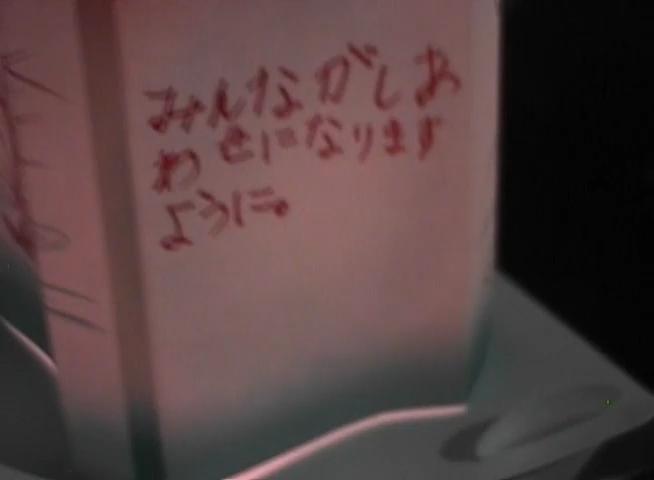 みんながしあ
わせになります
ように。